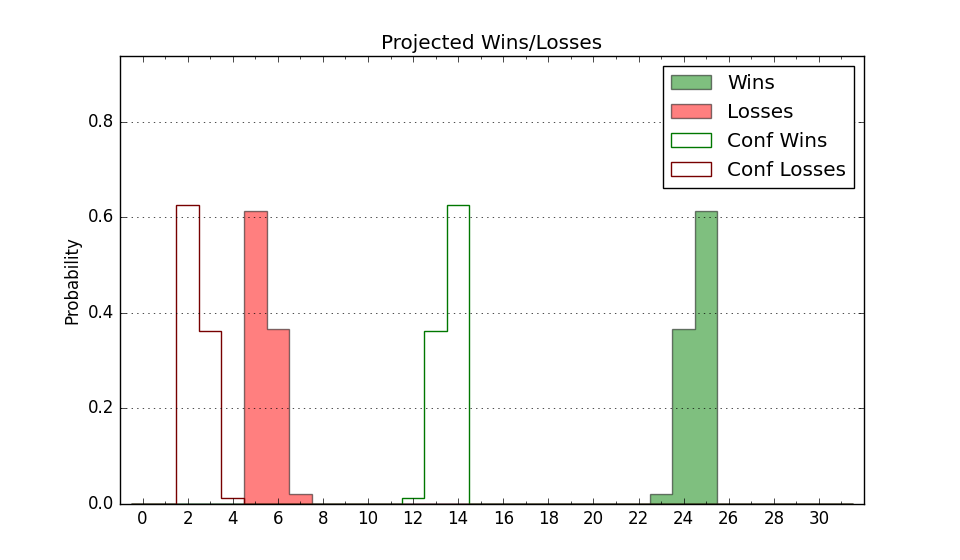 Projected Wins/Losses
Wins
Losses
Conf Wins
Conf Losses
Probability
0.8
0.6
0.4
0.2
0.0
0 2 4 6 8 10 12 14 16 18 20 22 24 26 28 30